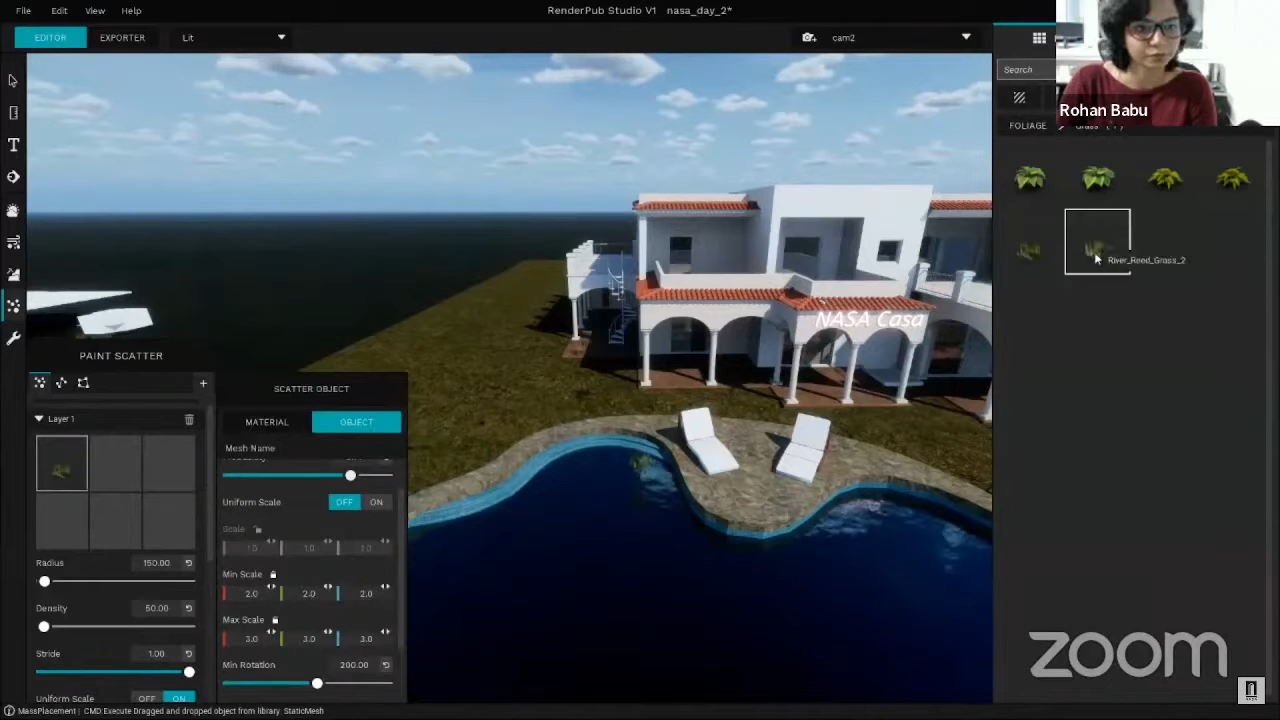 File Edit View Help
RenderPub Studio V1 nasa_day_2*
EDITOR EXPORTER Lit
cam2
Search
Rohan Babu
FOLIAGE
River_Reed_Grass_2
NASA Casa
PAINT SCATTER
Layer 1
Radius 150.00
Density 50.00
Stride 1.00
Uniform Scale OFF ON
SCATTER OBJECT
MATERIAL OBJECT
Mesh Name
Uniform Scale OFF ON
Scale
1.0 1.0 1.0
Min Scale
2.0 2.0 2.0
Max Scale
3.0 3.0 3.0
Min Rotation 200.00
zoom
MassPlacement | CMD:Execute Dragged and dropped object from library: StaticMesh